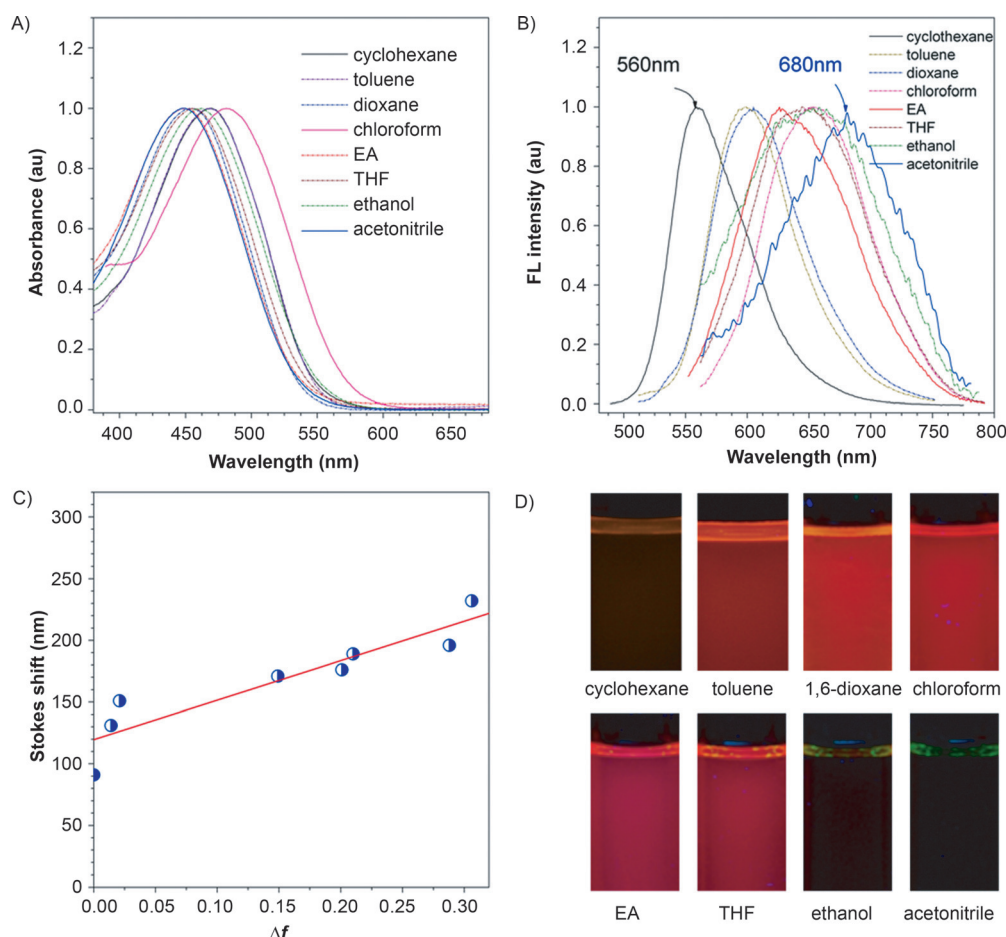 A)
1.2
1.0
0.8
0.6
0.4
0.2
0.0
Absorbance (au)
cyclohexane
toluene
dioxane
chloroform
EA
THF
ethanol
acetonitrile
400 450 500 550 600 650
Wavelength (nm)
B)
1.2
1.0
0.8
0.6
0.4
0.2
0.0
FL intensity (au)
560nm
680nm
cyclothexane
toluene
dioxane
chloroform
EA
THF
ethanol
acetonitrile
500 550 600 650 700 750 800
Wavelength (nm)
C)
300
250
200
150
100
50
0
Stokes shift (nm)
0.00 0.05 0.10 0.15 0.20 0.25 0.30
Δf
D)
cyclohexane toluene 1,6-dioxane chloroform
EA THF ethanol acetonitrile